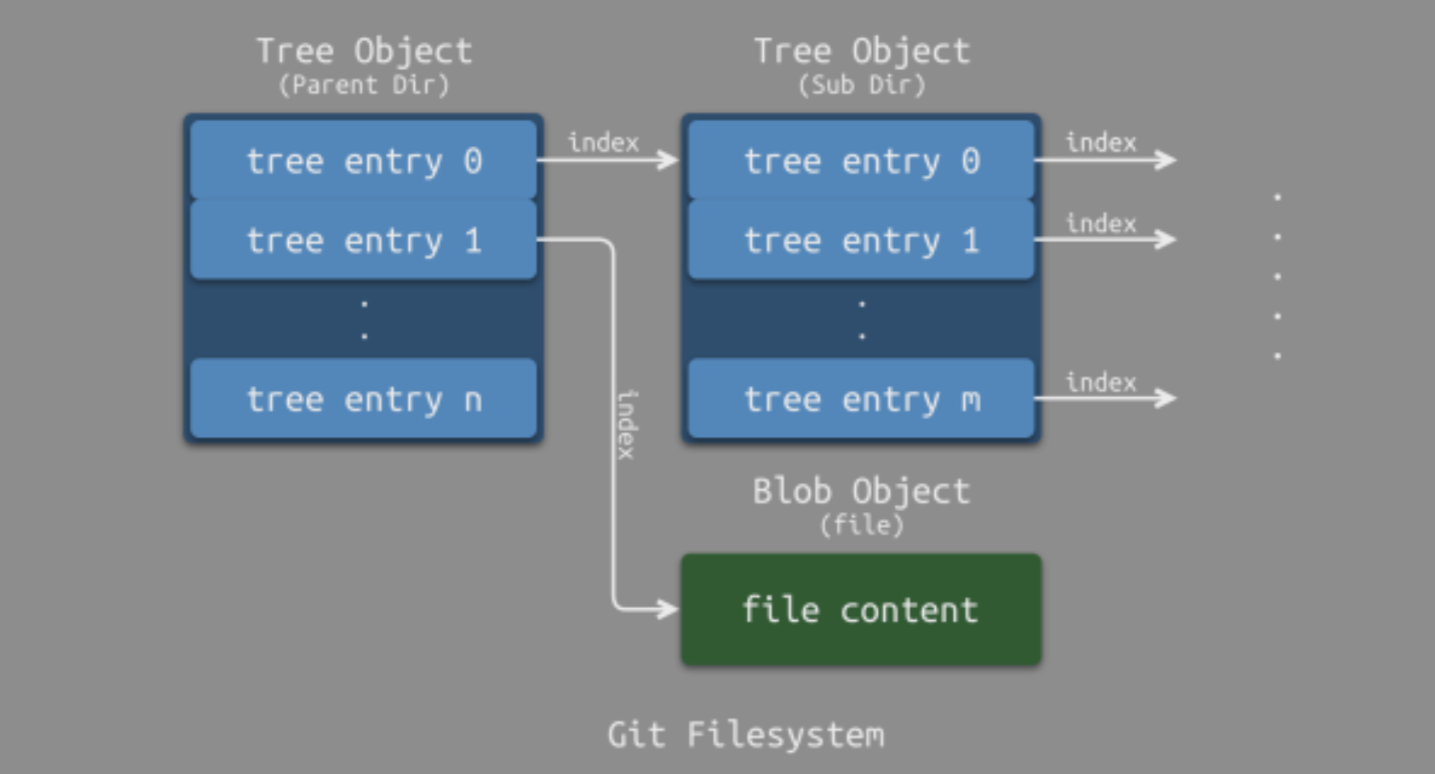 Tree Object
(Parent Dir)
tree entry 0
tree entry 1
tree entry n
index
index
Tree Object
(Sub Dir)
tree entry 0
tree entry 1
tree entry m
index
index
index
Blob Object
(file)
file content
Git Filesystem